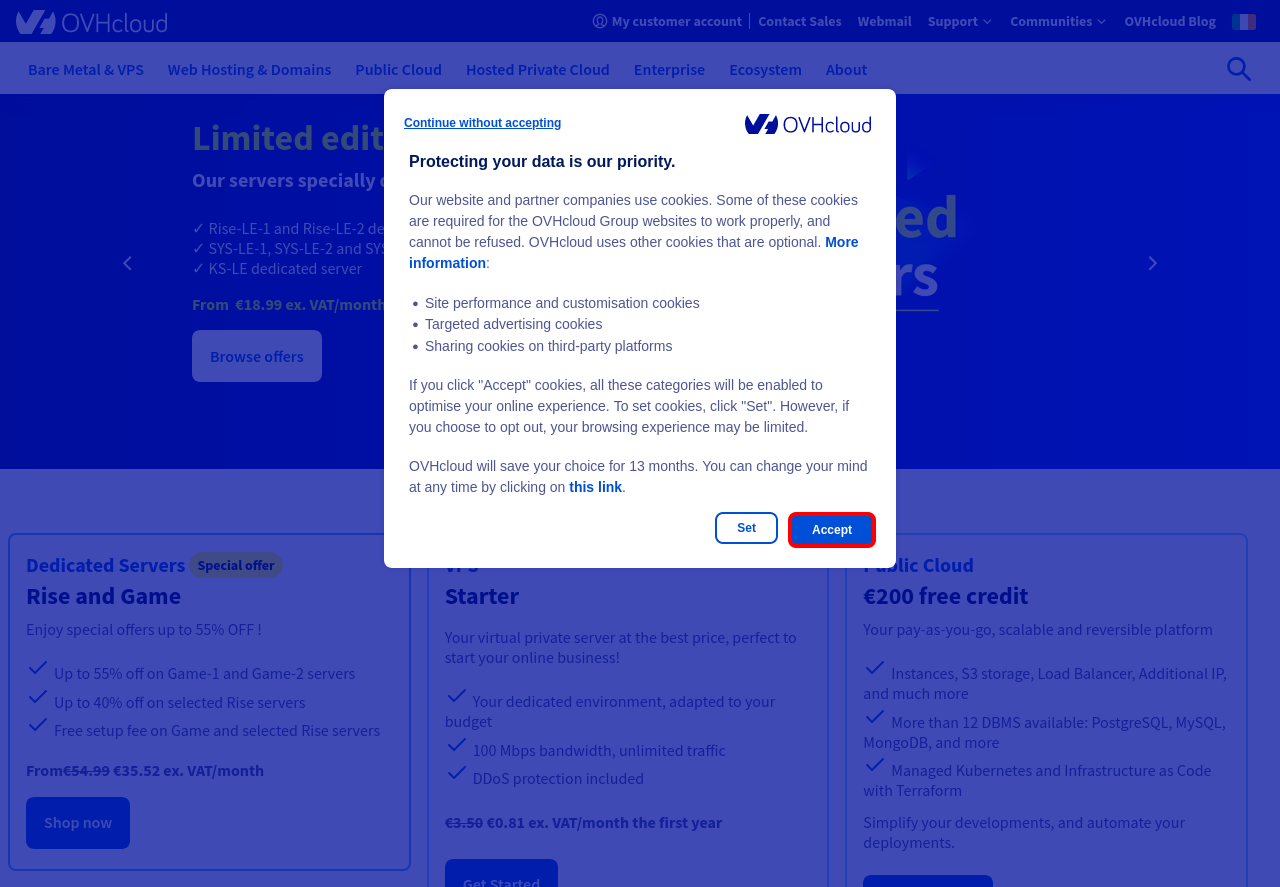 OVHcloud
My customer account
Contact Sales
Webmail
Support
Communities
OVHcloud Blog
Bare Metal & VPS
Web Hosting & Domains
Public Cloud
Hosted Private Cloud
Enterprise
Ecosystem
About
Limited edit
Our servers specially
✓ Rise-LE-1 and Rise-LE-2 de
✓ SYS-LE-1, SYS-LE-2 and SYS
✓ KS-LE dedicated server
From €18.99 ex. VAT/month
Browse offers
ed
rs
Continue without accepting
OVHcloud
Protecting your data is our priority.
Our website and partner companies use cookies. Some of these cookies
are required for the OVHcloud Group websites to work properly, and
cannot be refused. OVHcloud uses other cookies that are optional. More
information:
• Site performance and customisation cookies
• Targeted advertising cookies
• Sharing cookies on third-party platforms
If you click "Accept" cookies, all these categories will be enabled to
optimise your online experience. To set cookies, click "Set". However, if
you choose to opt out, your browsing experience may be limited.
OVHcloud will save your choice for 13 months. You can change your mind
at any time by clicking on this link.
Set
Accept
Dedicated Servers Special offer
Rise and Game
Enjoy special offers up to 55% OFF !
Up to 55% off on Game-1 and Game-2 servers
Up to 40% off on selected Rise servers
Free setup fee on Game and selected Rise servers
From€54.99 €35.52 ex. VAT/month
Shop now
VPS
Starter
Your virtual private server at the best price, perfect to
start your online business!
Your dedicated environment, adapted to your
budget
100 Mbps bandwidth, unlimited traffic
DDoS protection included
€3.50 €0.81 ex. VAT/month the first year
Get Started
Public Cloud
€200 free credit
Your pay-as-you-go, scalable and reversible platform
Instances, S3 storage, Load Balancer, Additional IP,
and much more
More than 12 DBMS available: PostgreSQL, MySQL,
MongoDB, and more
Managed Kubernetes and Infrastructure as Code
with Terraform
Simplify your developments, and automate your
deployments.